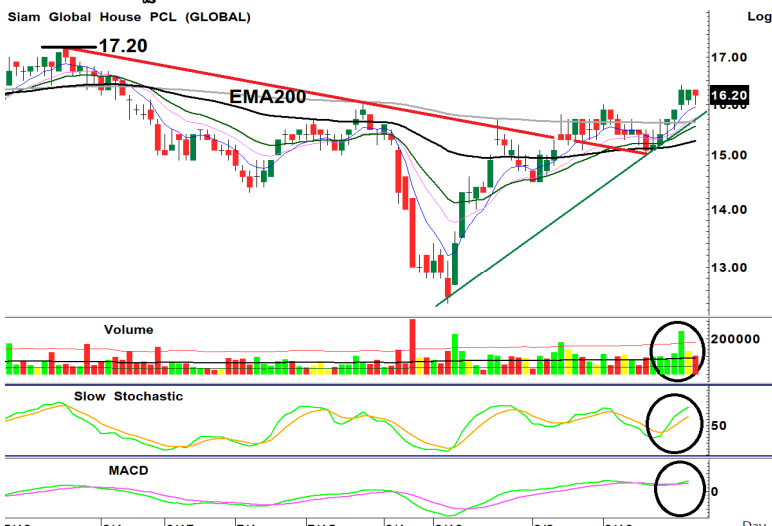 Siam Global House PCL (GLOBAL)
Log
17.20
17.00
EMA200
16.20
15.00
14.00
13.00
Volume
200000
Slow Stochastic
50
MACD
0